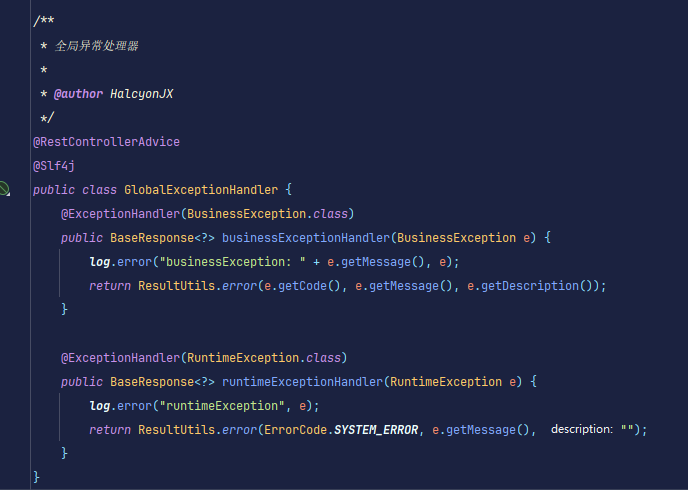 /**
 * 全局异常处理器
 *
 * @author HalcyonJX
 */
@RestControllerAdvice
@Slf4j
public class GlobalExceptionHandler {
    @ExceptionHandler(BusinessException.class)
    public BaseResponse<?> businessExceptionHandler(BusinessException e) {
        log.error("businessException: " + e.getMessage(), e);
        return ResultUtils.error(e.getCode(), e.getMessage(), e.getDescription());
    }
    @ExceptionHandler(RuntimeException.class)
    public BaseResponse<?> runtimeExceptionHandler(RuntimeException e) {
        log.error("runtimeException", e);
        return ResultUtils.error(ErrorCode.SYSTEM_ERROR, e.getMessage(), description: "");
    }
}